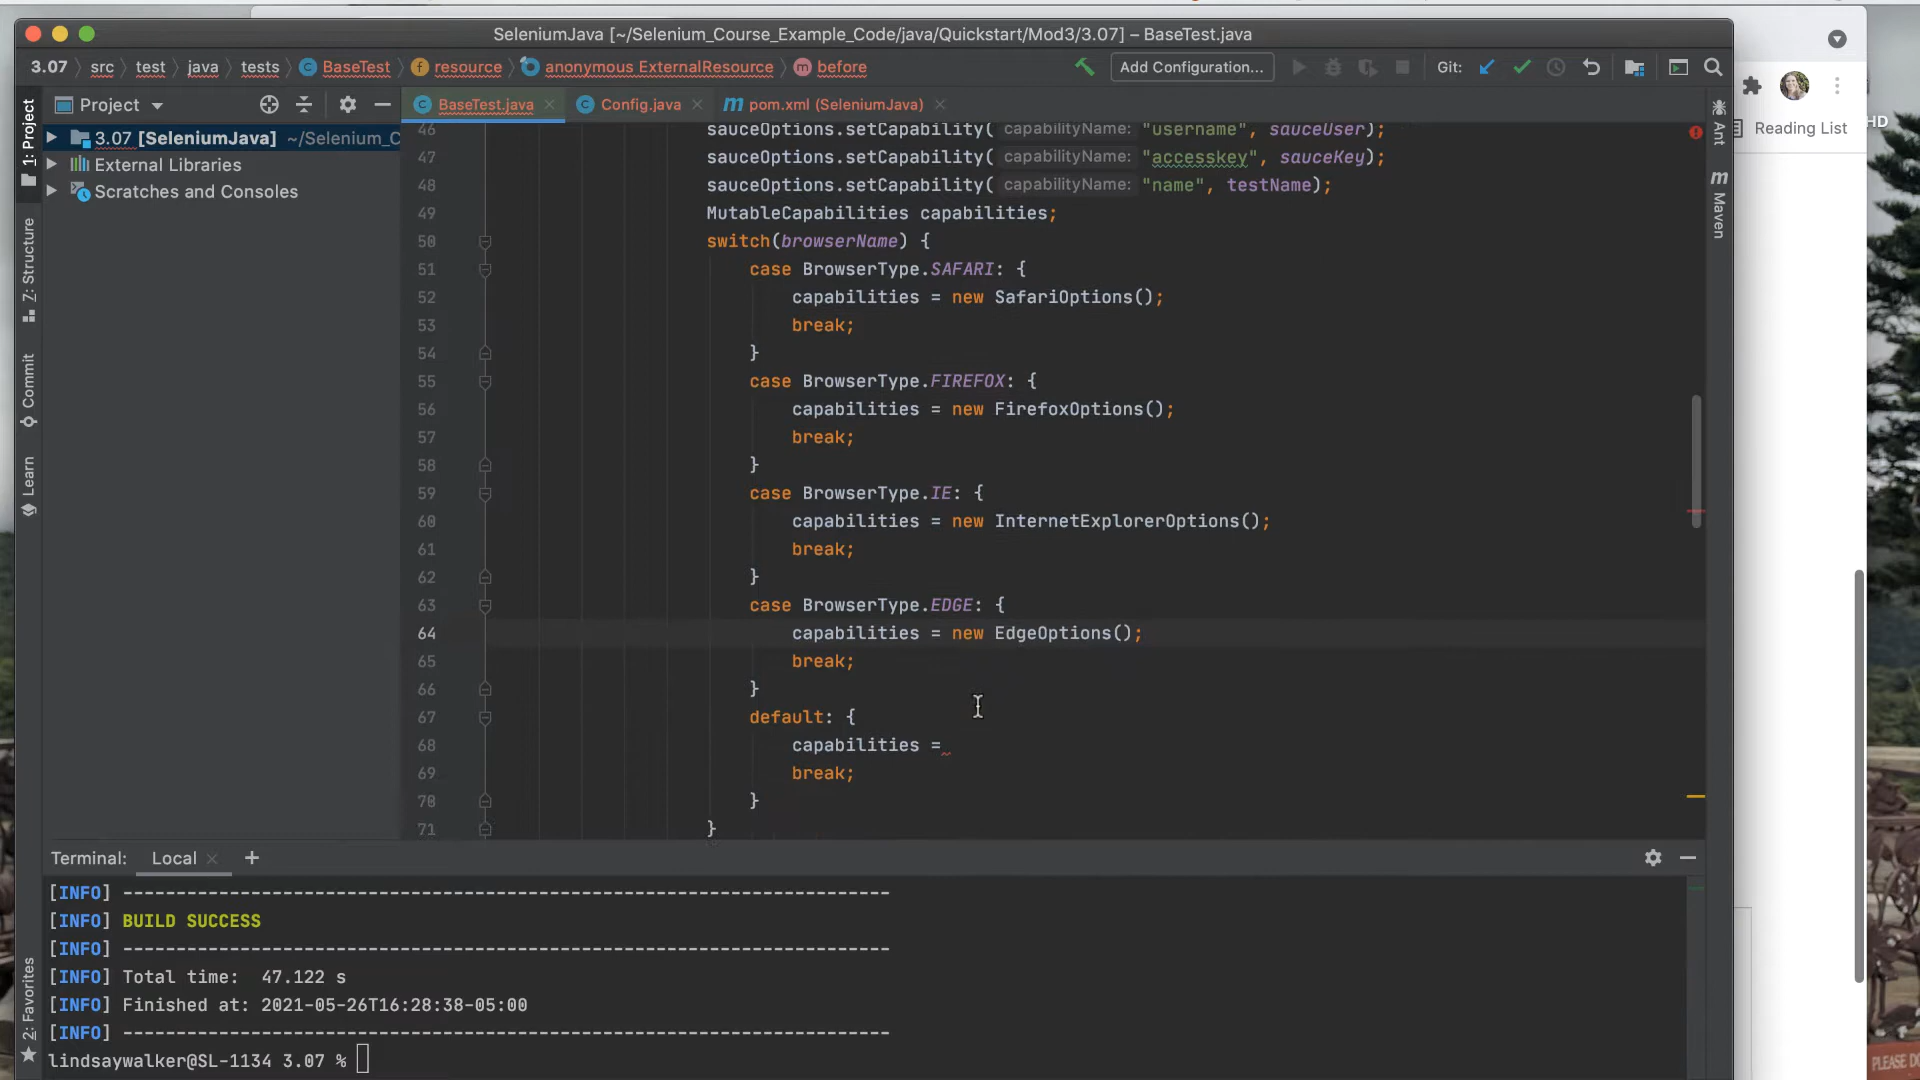 SeleniumJava [~/Selenium_Course_Example_Code/java/Quickstart/Mod3/3.07] – BaseTest.java
3.07 src test java tests BaseTest resource anonymous ExternalResource before Add Configuration... Git:
Project
BaseTest.java Config.java pom.xml (SeleniumJava)
HD
Reading List
1: Project
Z: Structure
Commit
Learn
2: Favorites
Ant
Maven
3.07 [SeleniumJava] ~/Selenium_C
External Libraries
Scratches and Consoles
46 sauceOptions.setCapability( capabilityName: "username", sauceUser);
47 sauceOptions.setCapability( capabilityName: "accesskey", sauceKey);
48 sauceOptions.setCapability( capabilityName: "name", testName);
49 MutableCapabilities capabilities;
50 switch(browserName) {
51 case BrowserType.SAFARI: {
52 capabilities = new SafariOptions();
53 break;
54 }
55 case BrowserType.FIREFOX: {
56 capabilities = new FirefoxOptions();
57 break;
58 }
59 case BrowserType.IE: {
60 capabilities = new InternetExplorerOptions();
61 break;
62 }
63 case BrowserType.EDGE: {
64 capabilities = new EdgeOptions();
65 break;
66 }
67 default: {
68 capabilities =
69 break;
70 }
71 }
Terminal: Local
[INFO] ------------------------------------------------------------------------
[INFO] BUILD SUCCESS
[INFO] ------------------------------------------------------------------------
[INFO] Total time:  47.122 s
[INFO] Finished at: 2021-05-26T16:28:38-05:00
[INFO] ------------------------------------------------------------------------
lindsaywalker@SL-1134 3.07 %
PLEASE DO